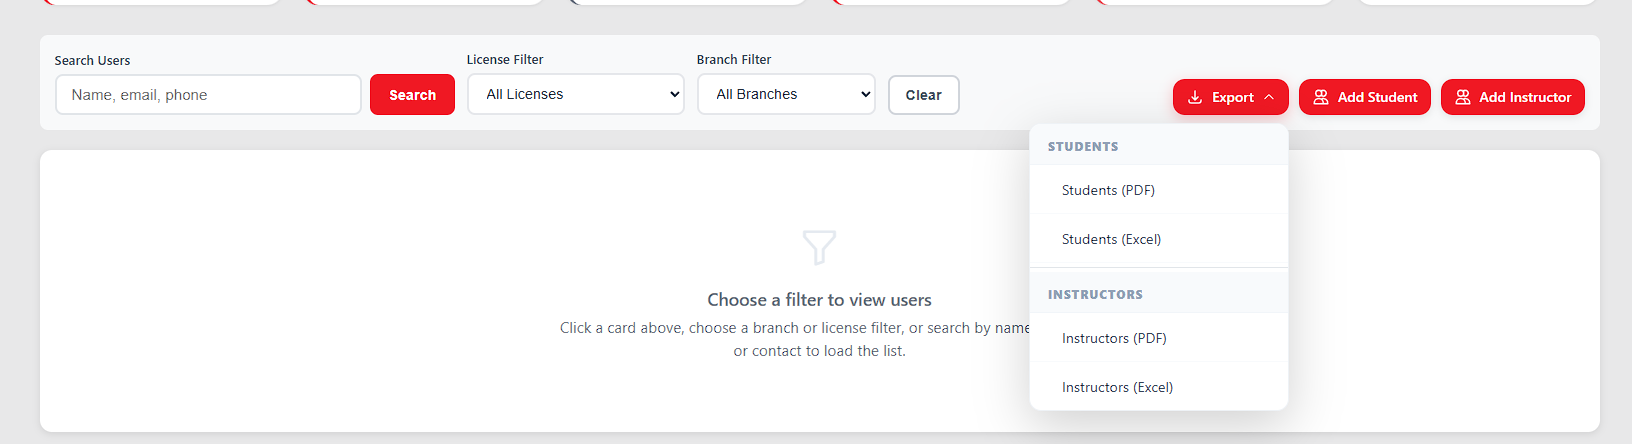 Search Users
Name, email, phone
Search
License Filter
All Licenses
Branch Filter
All Branches
Clear
Export
Add Student
Add Instructor
STUDENTS
Students (PDF)
Students (Excel)
INSTRUCTORS
Instructors (PDF)
Instructors (Excel)
Choose a filter to view users
Click a card above, choose a branch or license filter, or search by name
or contact to load the list.